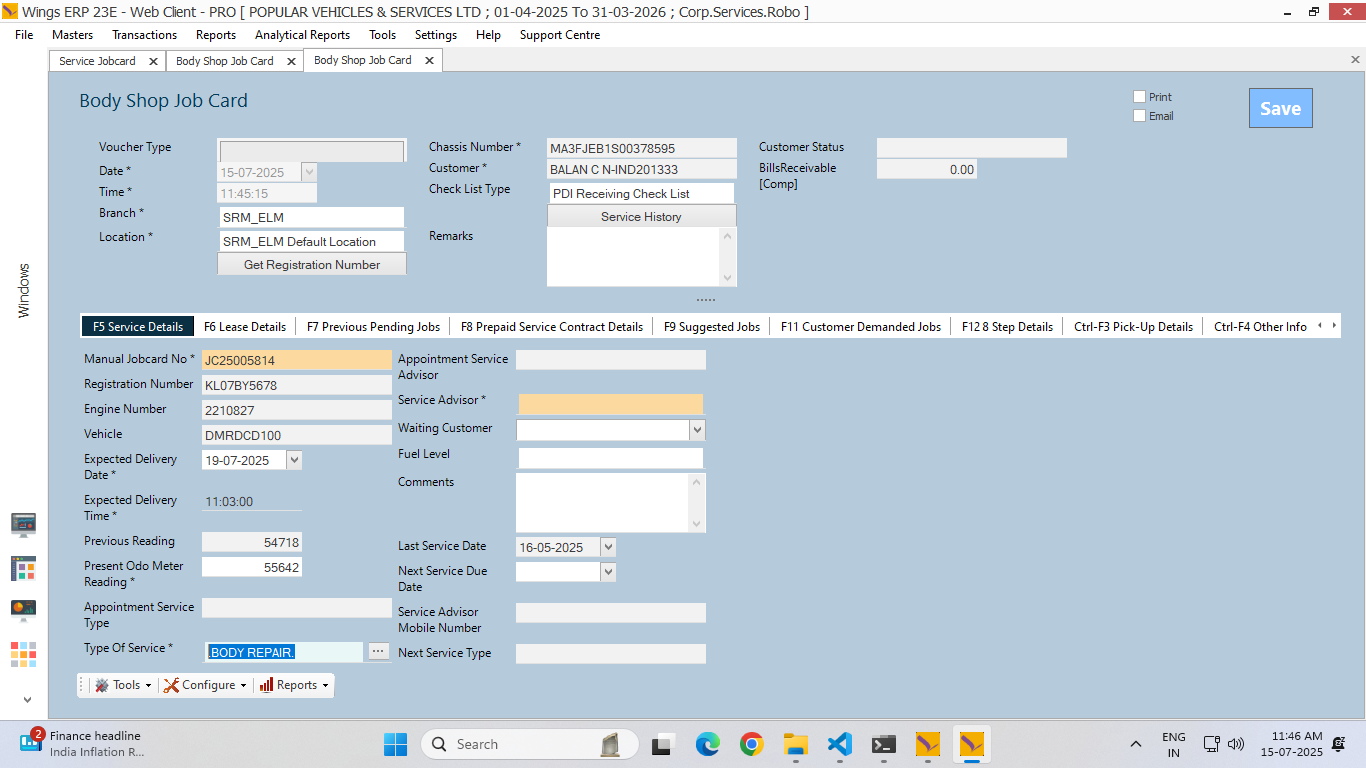 Wings ERP 23E - Web Client - PRO [ POPULAR VEHICLES & SERVICES LTD ; 01-04-2025 To 31-03-2026 ; Corp.Services.Robo ]
File Masters Transactions Reports Analytical Reports Tools Settings Help Support Centre
Service Jobcard Body Shop Job Card Body Shop Job Card
Windows
Body Shop Job Card
Print
Email
Save
Voucher Type
Date * 15-07-2025
Time * 11:45:15
Branch * SRM_ELM
Location * SRM_ELM Default Location
Get Registration Number
Chassis Number * MA3FJEB1S00378595
Customer * BALAN C N-IND201333
Check List Type PDI Receiving Check List
Service History
Remarks
Customer Status
BillsReceivable 0.00
[Comp]
F5 Service Details F6 Lease Details F7 Previous Pending Jobs F8 Prepaid Service Contract Details F9 Suggested Jobs F11 Customer Demanded Jobs F12 8 Step Details Ctrl-F3 Pick-Up Details Ctrl-F4 Other Info
Manual Jobcard No * JC25005814
Registration Number KL07BY5678
Engine Number 2210827
Vehicle DMRDCD100
Expected Delivery 19-07-2025
Date *
Expected Delivery 11:03:00
Time *
Previous Reading 54718
Present Odo Meter 55642
Reading *
Appointment Service
Type
Type Of Service * BODY REPAIR. ...
Appointment Service
Advisor
Service Advisor *
Waiting Customer
Fuel Level
Comments
Last Service Date 16-05-2025
Next Service Due
Date
Service Advisor
Mobile Number
Next Service Type
Tools Configure Reports
2
Finance headline
India Inflation R...
Search
ENG
IN
11:46 AM
15-07-2025